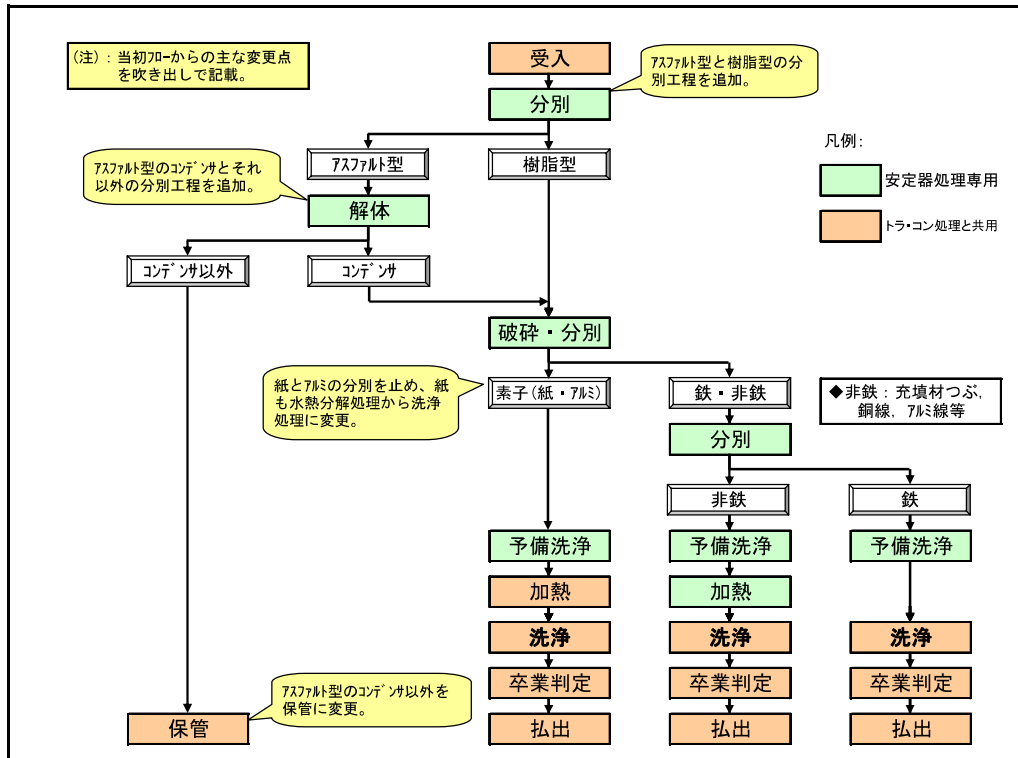 (注)：当初ﾌﾛｰからの主な変更点
を吹き出しで記載。
受入
ｱｽﾌｧﾙﾄ型と樹脂型の分
別工程を追加。
分別
凡例:
ｱｽﾌｧﾙﾄ型のｺﾝﾃﾞﾝｻとそれ
以外の分別工程を追加。
ｱｽﾌｧﾙﾄ型
樹脂型
安定器処理専用
解体
ﾄﾗ・ｺﾝ処理と共用
ｺﾝﾃﾞﾝｻ以外
ｺﾝﾃﾞﾝｻ
破砕・分別
紙とｱﾙﾐの分別を止め、紙
も水熱分解処理から洗浄
処理に変更。
素子(紙・ｱﾙﾐ)
鉄・非鉄
◆非鉄：充填材つぶ，
銅線，ｱﾙﾐ線等
分別
非鉄
鉄
予備洗浄
予備洗浄
予備洗浄
加熱
加熱
洗浄
洗浄
洗浄
卒業判定
卒業判定
卒業判定
ｱｽﾌｧﾙﾄ型のｺﾝﾃﾞﾝｻ以外を
保管に変更。
保管
払出
払出
払出